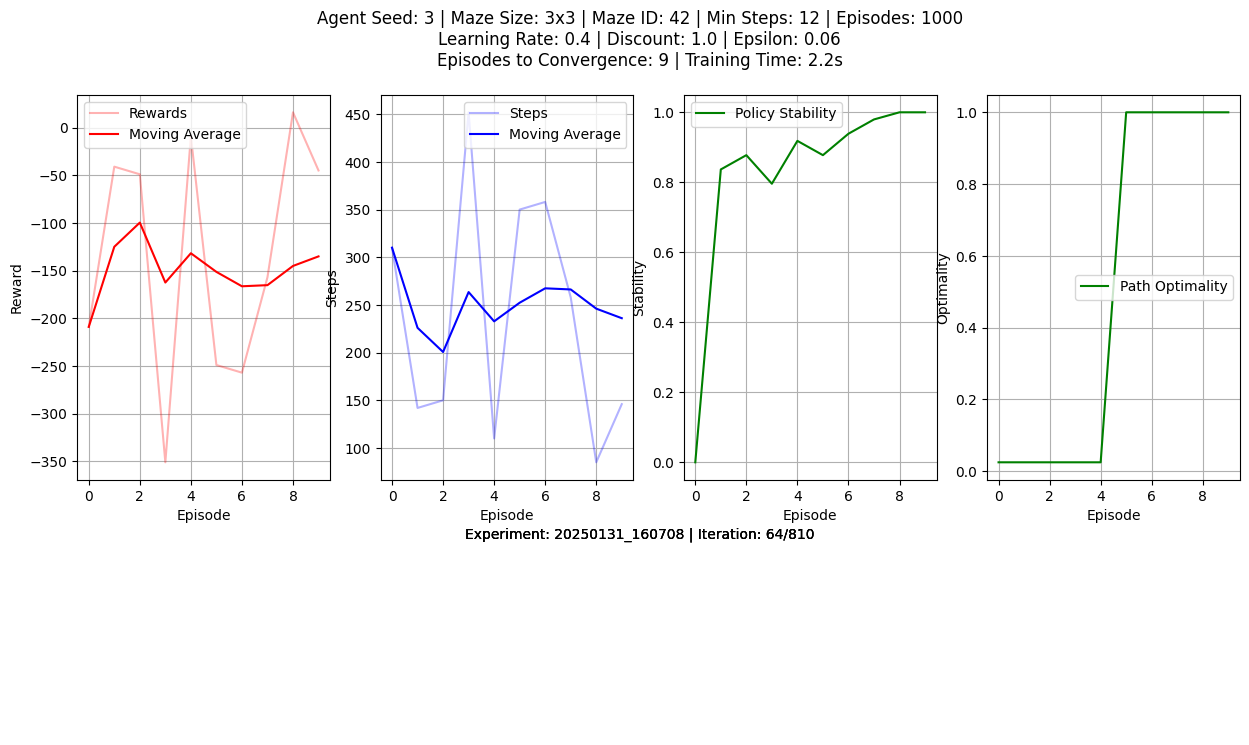 Agent Seed: 3 | Maze Size: 3x3 | Maze ID: 42 | Min Steps: 12 | Episodes: 1000
Learning Rate: 0.4 | Discount: 1.0 | Epsilon: 0.06
Episodes to Convergence: 9 | Training Time: 2.2s
Rewards
Moving Average
0
−50
−100
−150
−200
−250
−300
−350
Reward
0 2 4 6 8
Episode
Steps
Moving Average
450
400
350
300
250
200
150
100
Steps
0 2 4 6 8
Episode
Policy Stability
1.0
0.8
0.6
0.4
0.2
0.0
Stability
0 2 4 6 8
Episode
Path Optimality
1.0
0.8
0.6
0.4
0.2
0.0
Optimality
0 2 4 6 8
Episode
Experiment: 20250131_160708 | Iteration: 64/810